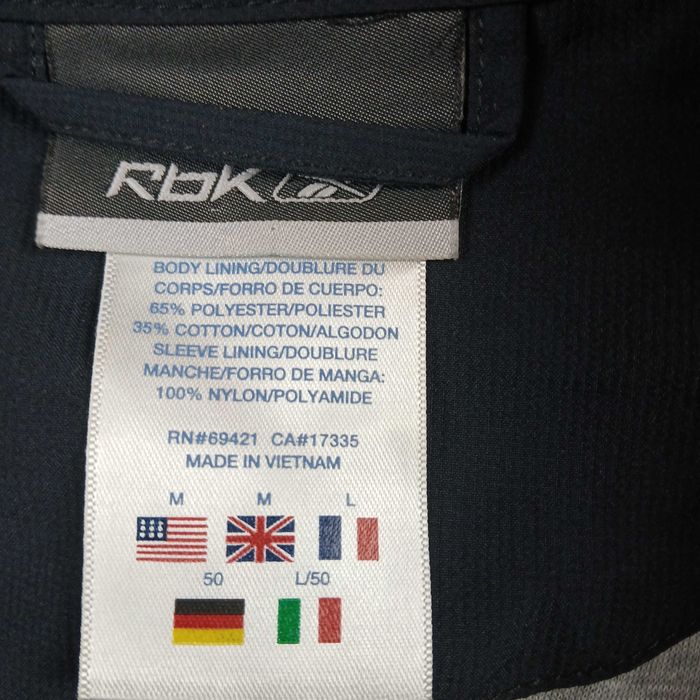 Rbk
BODY LINING/DOUBLURE DU
CORPS/FORRO DE CUERPO:
65% POLYESTER/POLIESTER
35% COTTON/COTON/ALGODON
SLEEVE LINING/DOUBLURE
MANCHE/FORRO DE MANGA:
100% NYLON/POLYAMIDE
RN#69421 CA#17335
MADE IN VIETNAM
M M L
50 L/50